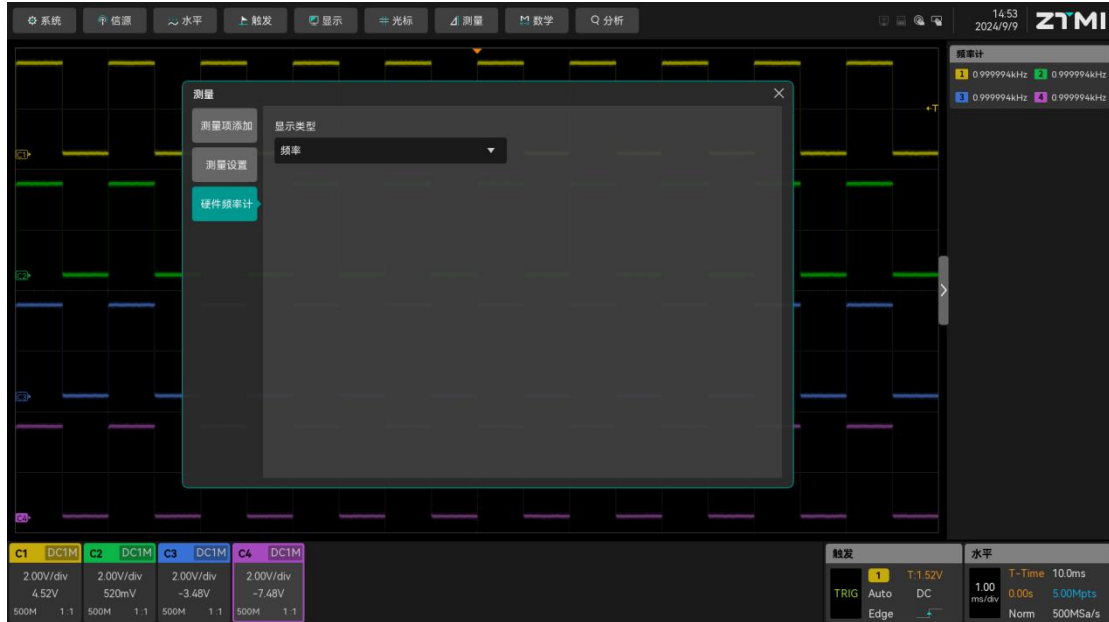 系统 信源 水平 触发 显示 光标 测量 数学 分析
14:53
2024/9/9
ZTMI
频率计
1 0.999994kHz 2 0.999994kHz
3 0.999994kHz 4 0.999994kHz
测量
测量项添加
测量设置
硬件频率计
显示类型
频率
T
C1
C2
C3
C4
C1 DC1M
2.00V/div
4.52V
500M 1:1
C2 DC1M
2.00V/div
520mV
500M 1:1
C3 DC1M
2.00V/div
-3.48V
500M 1:1
C4 DC1M
2.00V/div
-7.48V
500M 1:1
触发
TRIG
1 T:1.52V
Auto DC
Edge
水平
1.00
ms/div
T-Time 10.0ms
0.00s 5.00Mpts
Norm 500MSa/s